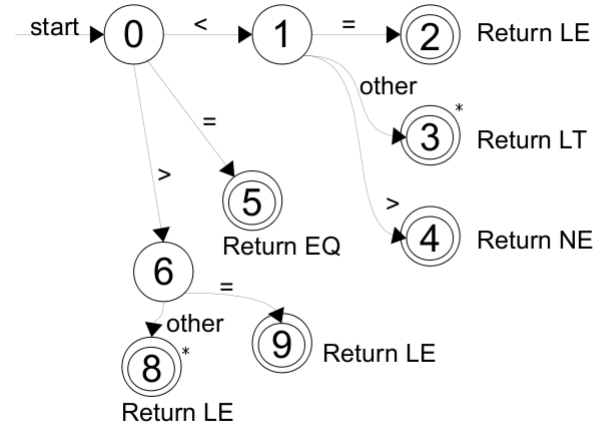 start 0 < 1 = 2 Return LE
other
3 * Return LT
=
>
> 4 Return NE
5
Return EQ
6
=
other
8 *
9 Return LE
Return LE